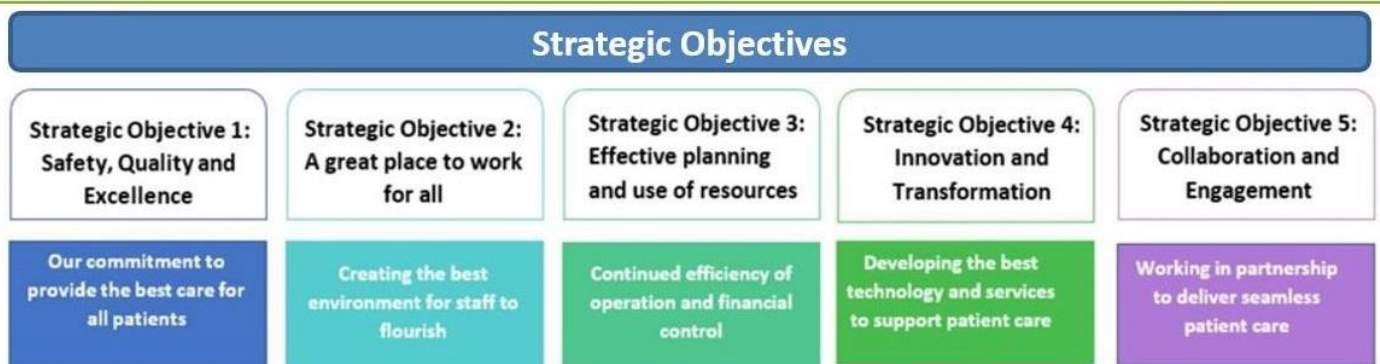 Strategic Objectives
Strategic Objective 1:
Safety, Quality and
Excellence
Our commitment to
provide the best care for
all patients
Strategic Objective 2:
A great place to work
for all
Creating the best
environment for staff to
flourish
Strategic Objective 3:
Effective planning
and use of resources
Continued efficiency of
operation and financial
control
Strategic Objective 4:
Innovation and
Transformation
Developing the best
technology and services
to support patient care
Strategic Objective 5:
Collaboration and
Engagement
Working in partnership
to deliver seamless
patient care